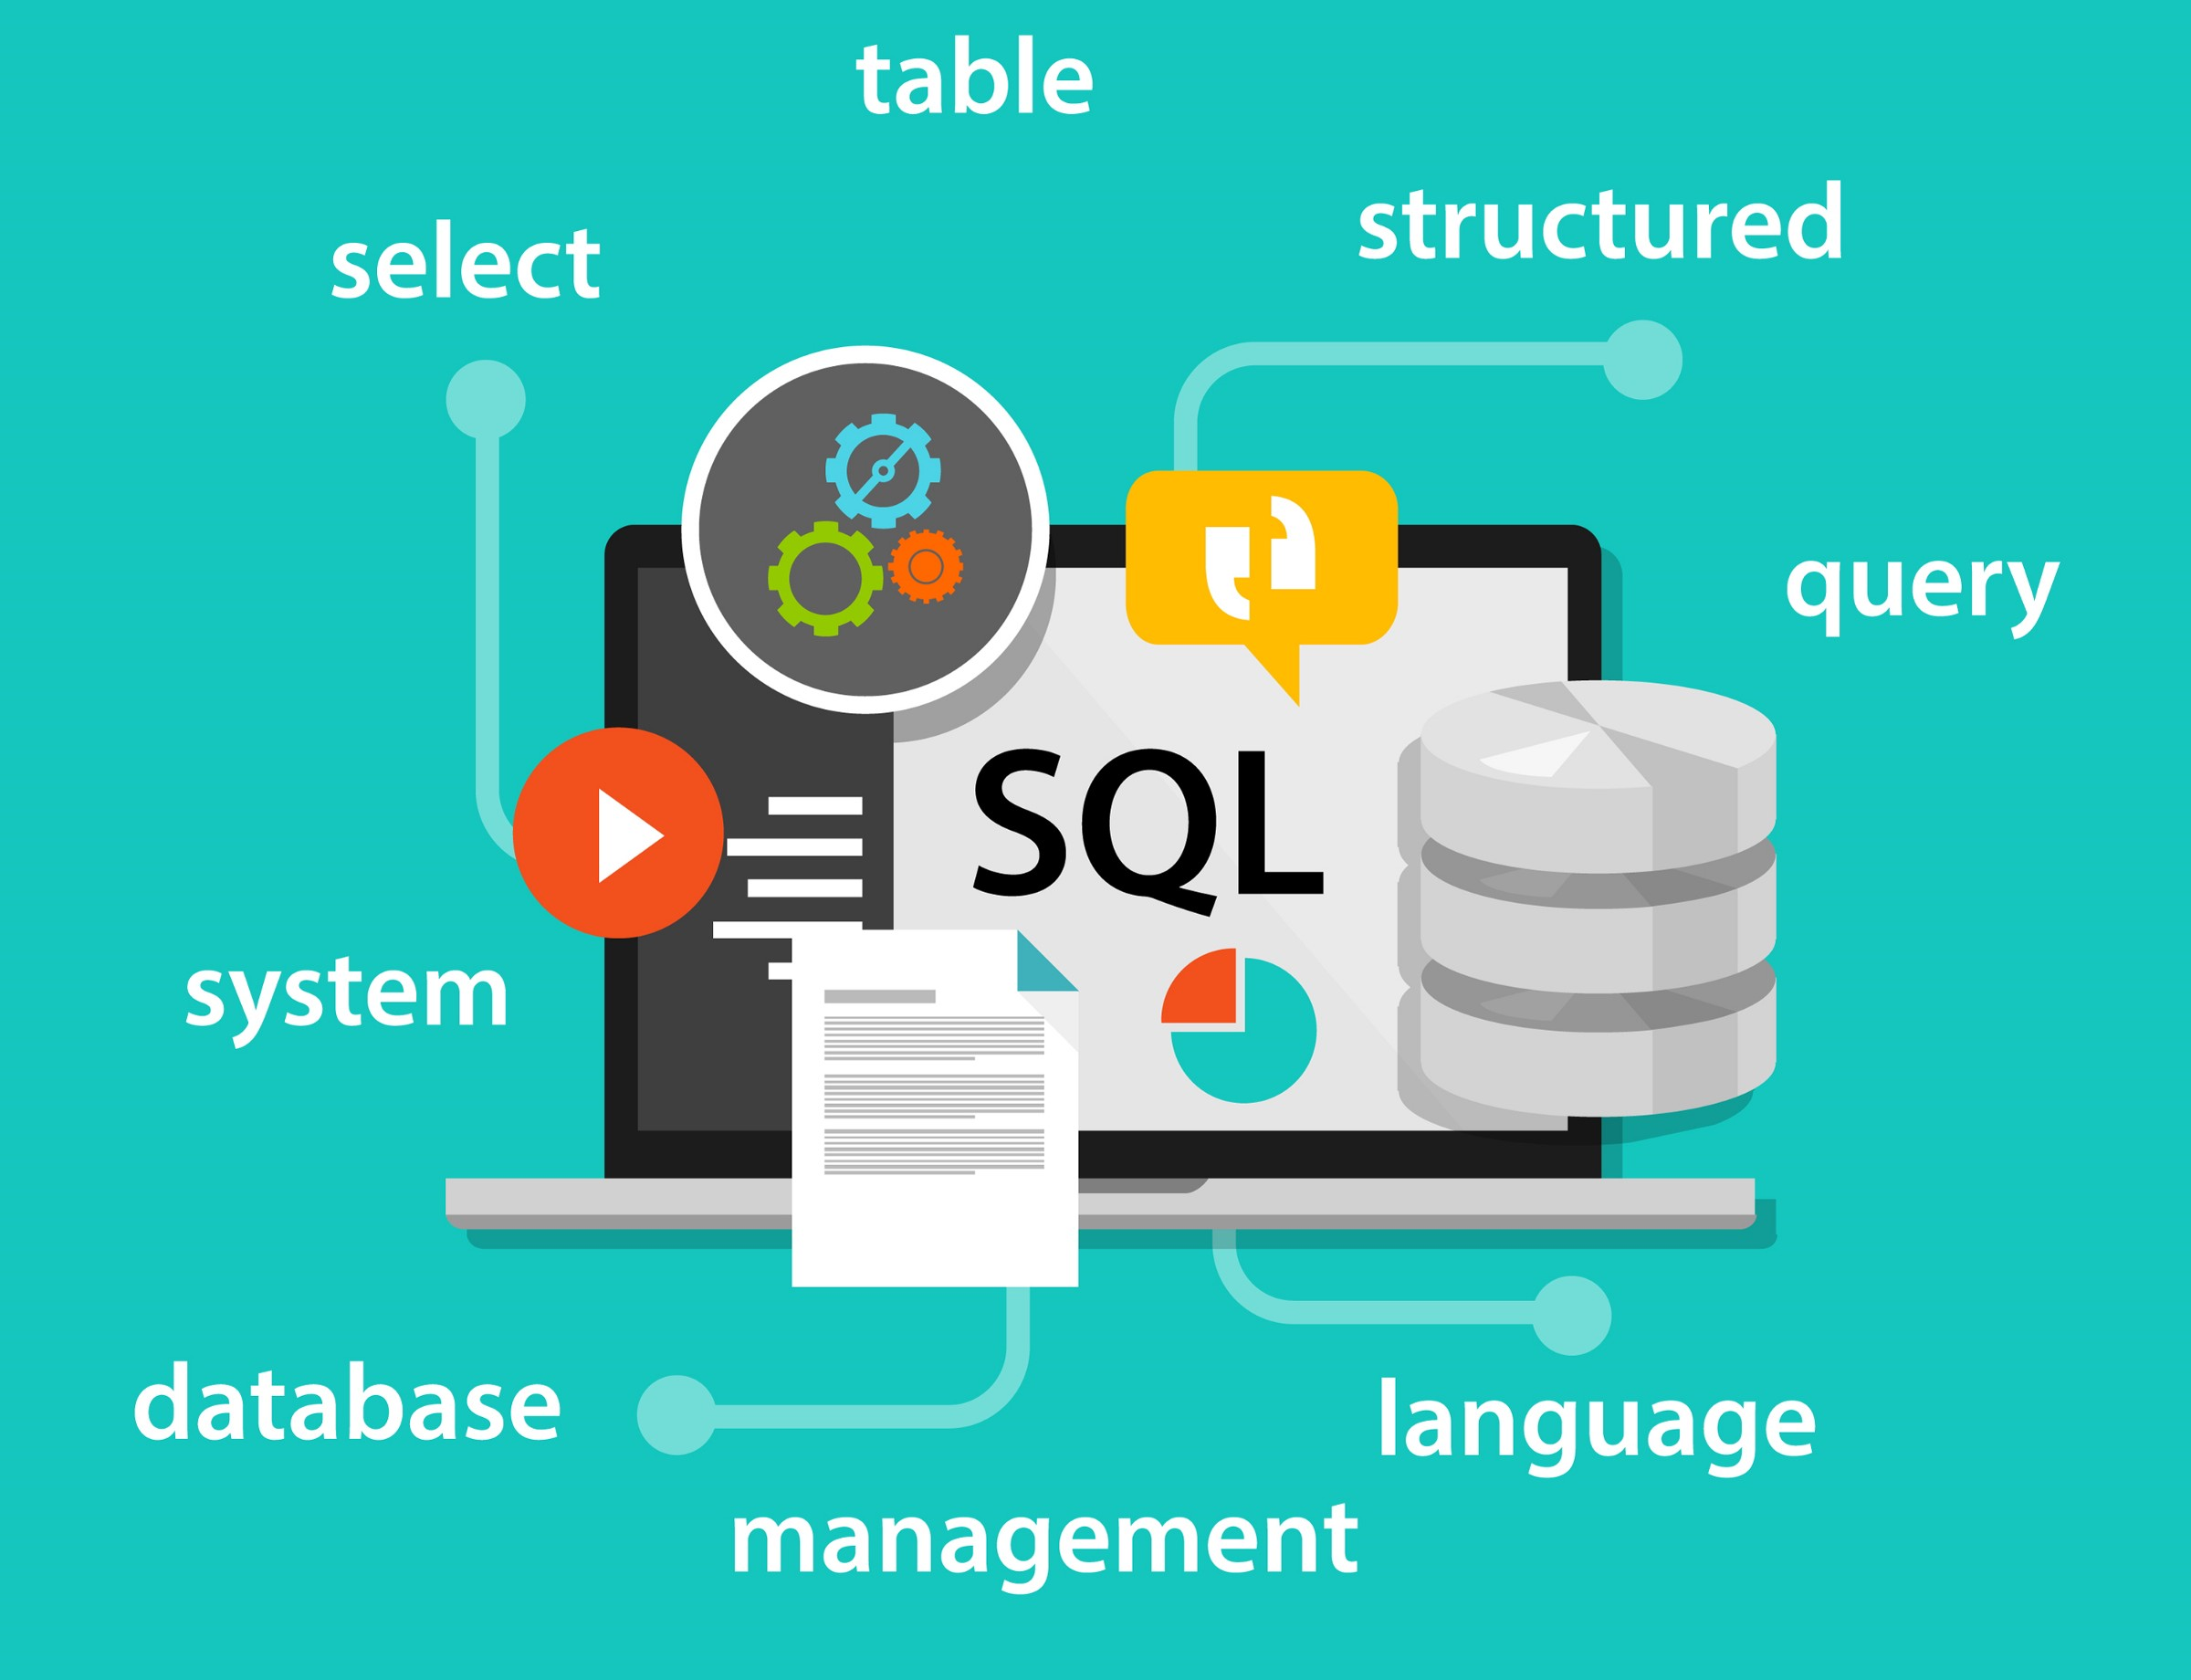 table
structured
select
query
SQL
system
database
language
management